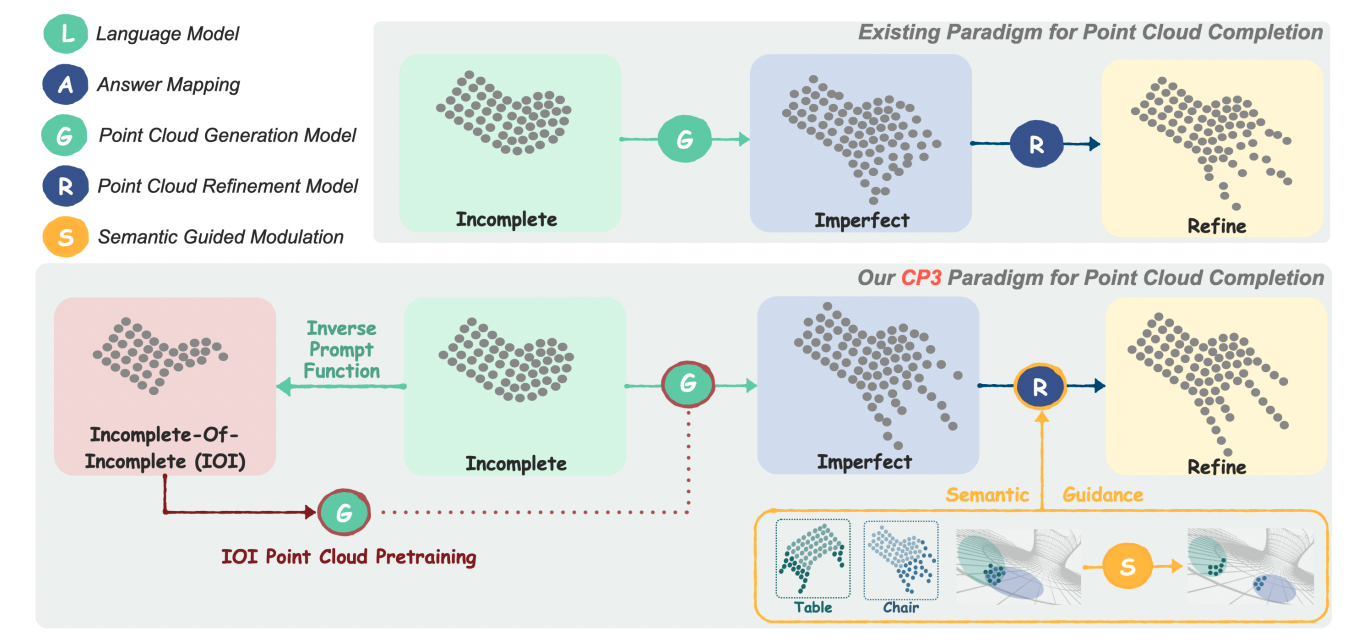 L Language Model
A Answer Mapping
G Point Cloud Generation Model
R Point Cloud Refinement Model
S Semantic Guided Modulation
Existing Paradigm for Point Cloud Completion
G
R
Incomplete
Imperfect
Refine
Our CP3 Paradigm for Point Cloud Completion
Inverse
Prompt
Function
G
R
Incomplete-Of-
Incomplete (IOI)
Incomplete
Imperfect
Refine
G
IOI Point Cloud Pretraining
Semantic Guidance
S
Table
Chair